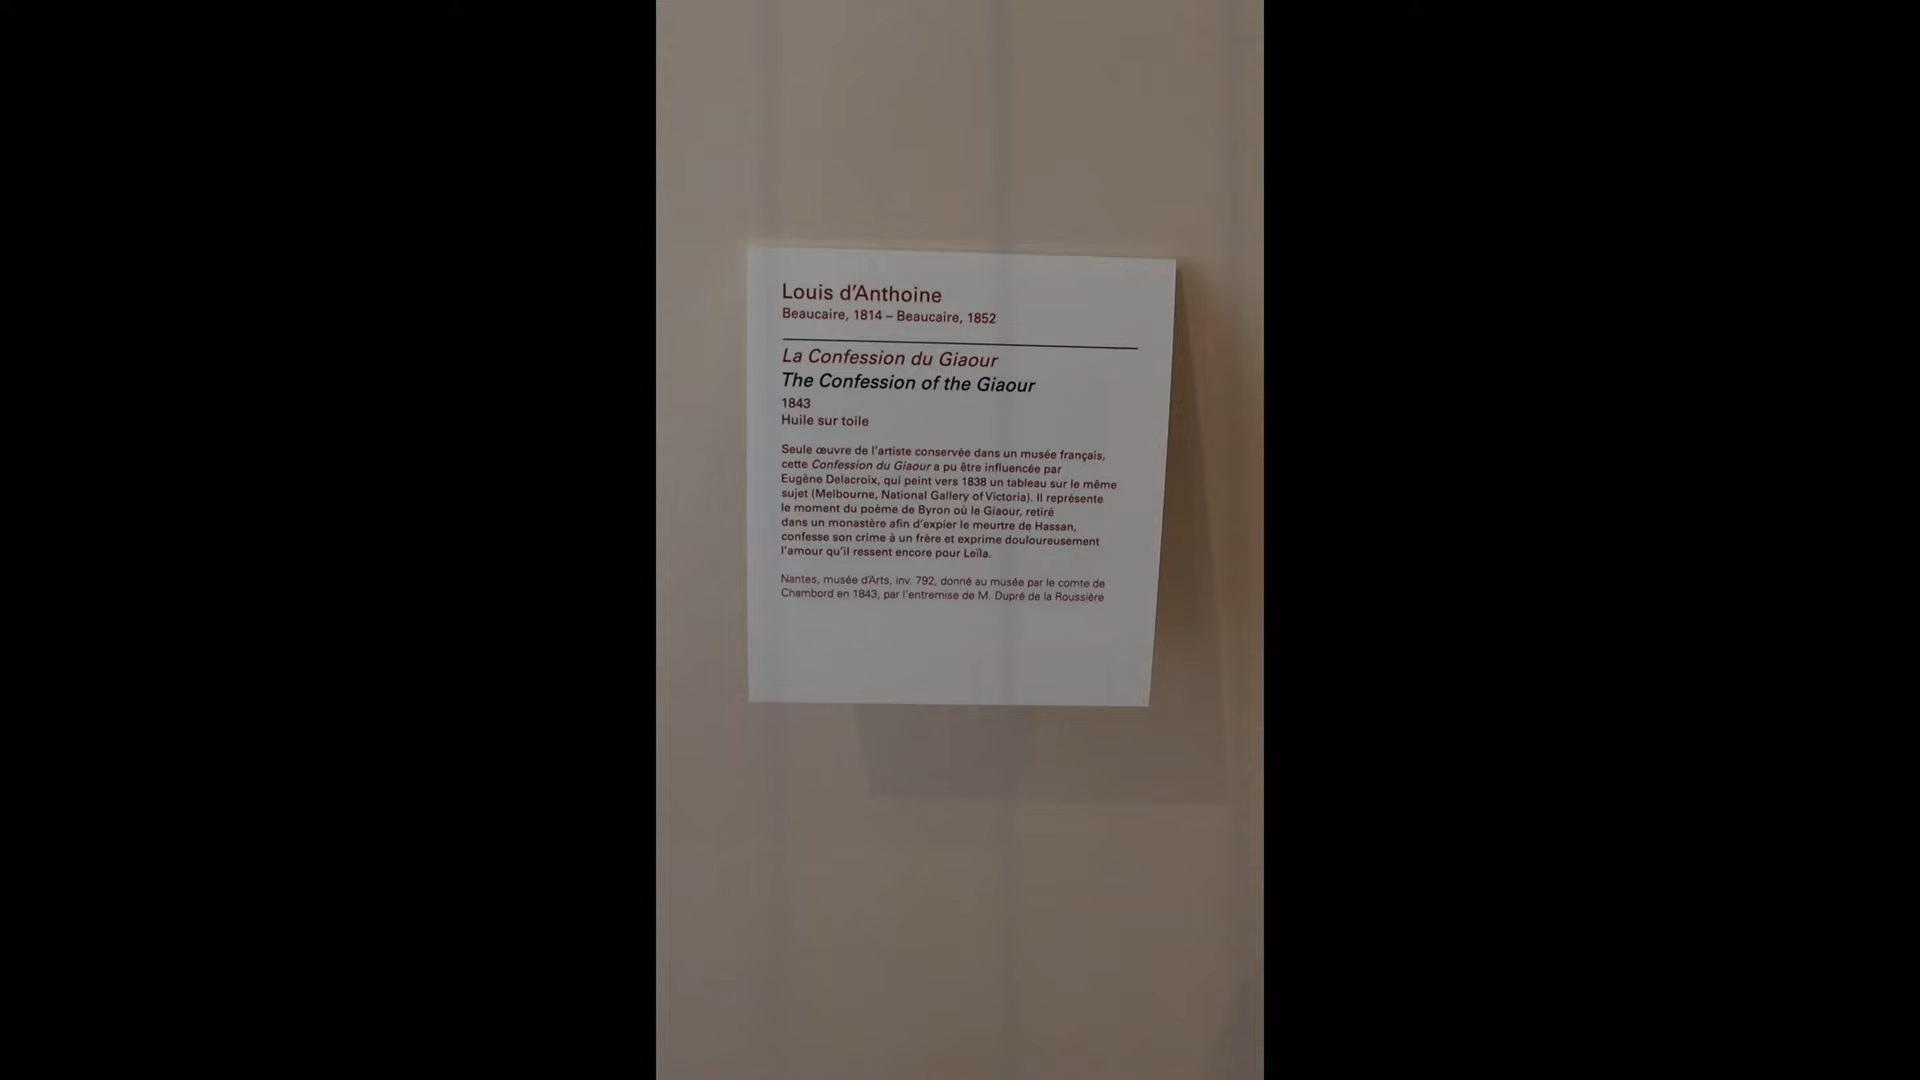 Louis d'Anthoine
Beaucaire, 1814 – Beaucaire, 1852
La Confession du Giaour
The Confession of the Giaour
1843
Huile sur toile
Seule œuvre de l'artiste conservée dans un musée français,
cette Confession du Giaour a pu être influencée par
Eugène Delacroix, qui peint vers 1838 un tableau sur le même
sujet (Melbourne, National Gallery of Victoria). Il représente
le moment du poème de Byron où le Giaour, retiré
dans un monastère afin d'expier le meurtre de Hassan,
confesse son crime à un frère et exprime douloureusement
l'amour qu'il ressent encore pour Leïla.
Nantes, musée d'Arts, inv. 792, donné au musée par le comte de
Chambord en 1843, par l'entremise de M. Dupré de la Roussière